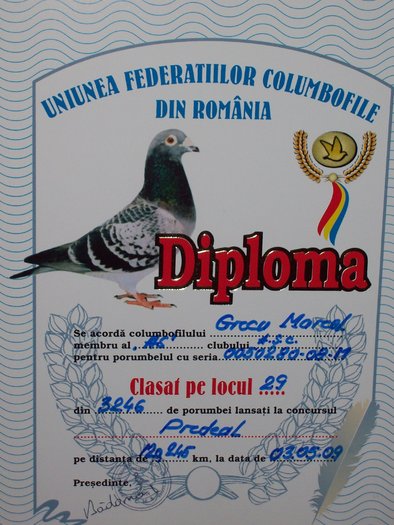 UNIUNEA FEDERATIILOR COLUMBOFILE
DIN ROMÂNIA
Diploma
Se acordă columbofilului Grecu Marcel
membru al clubului
pentru porumbelul cu seria
Clasat pe locul 29
din 3246 de porumbei lansați la concursul
Predeal
pe distanța de km, la data de 03.05.09
Președinte,